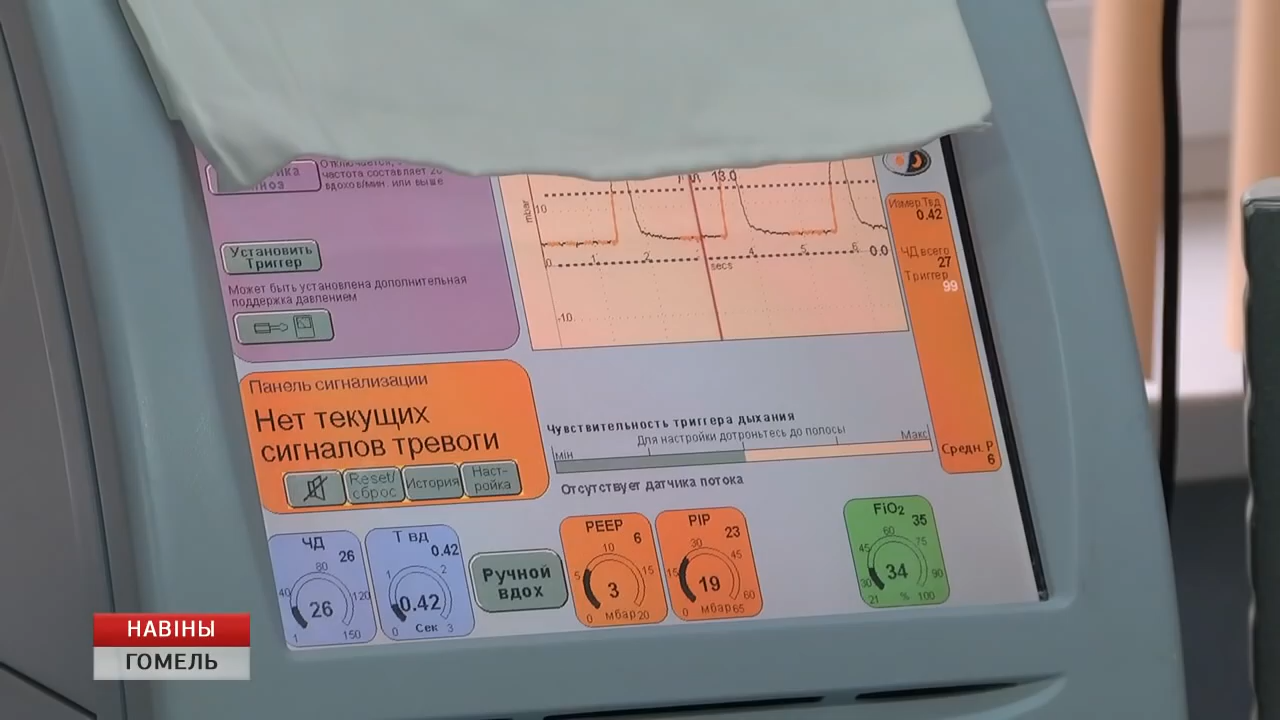 частота составляет
вдохов/мин. или выше
Установить
Триггер
Может быть установлена дополнительная
поддержка давлением
mbar
10
13.0
0 1 2 4 5 6
0.0
secs
-10
Измер.Твд
0.42
ЧД всего
27
Триггер
99
Средн. Р
6
Панель сигнализации
Нет текущих
сигналов тревоги
Reset/
сброс
История
Наст-
ройка
Чувствительность триггера дыхания
Для настройки дотроньтесь до полосы
мін
Макс
Отсутствует датчика потока
ЧД
26
80
40
120
26
1
150
Т вд
0.42
1
2
0.42
0 Сек 3
Ручной
вдох
PEEP
6
10
5
15
3
0 мбар 20
PIP
23
30
15
45
19
60
0 мбар 65
FiO2
35
60
45
75
30
34
90
21 % 100
НАВІНЫ
ГОМЕЛЬ